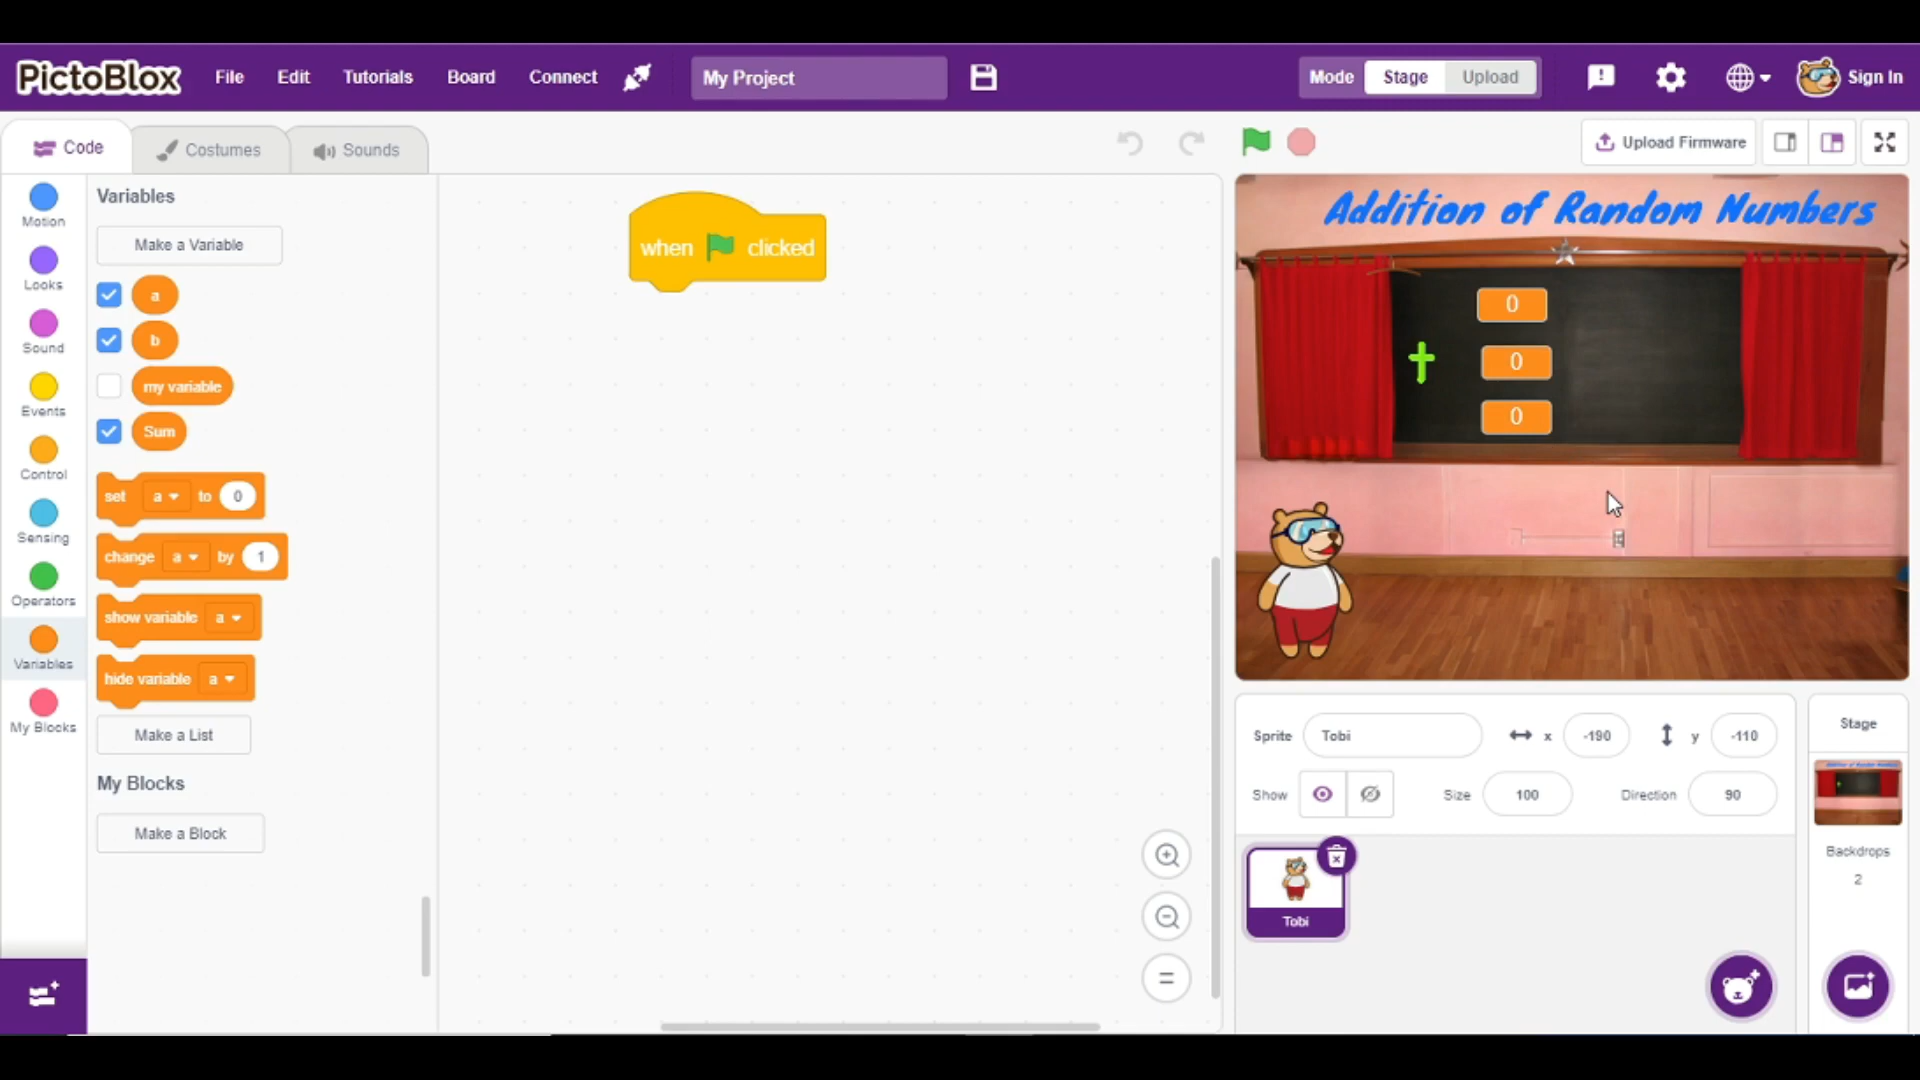 PictoBlox File Edit Tutorials Board Connect My Project Mode Stage Upload Sign In
Code Costumes Sounds Upload Firmware
Motion
Looks
Sound
Events
Control
Sensing
Operators
Variables
My Blocks
Variables
Make a Variable
a
b
my variable
Sum
set a to 0
change a by 1
show variable a
hide variable a
Make a List
My Blocks
Make a Block
when clicked
Addition of Random Numbers
0
+ 0
0
Sprite Tobi x -190 y -110
Show Size 100 Direction 90
Tobi
Stage
Backdrops
2